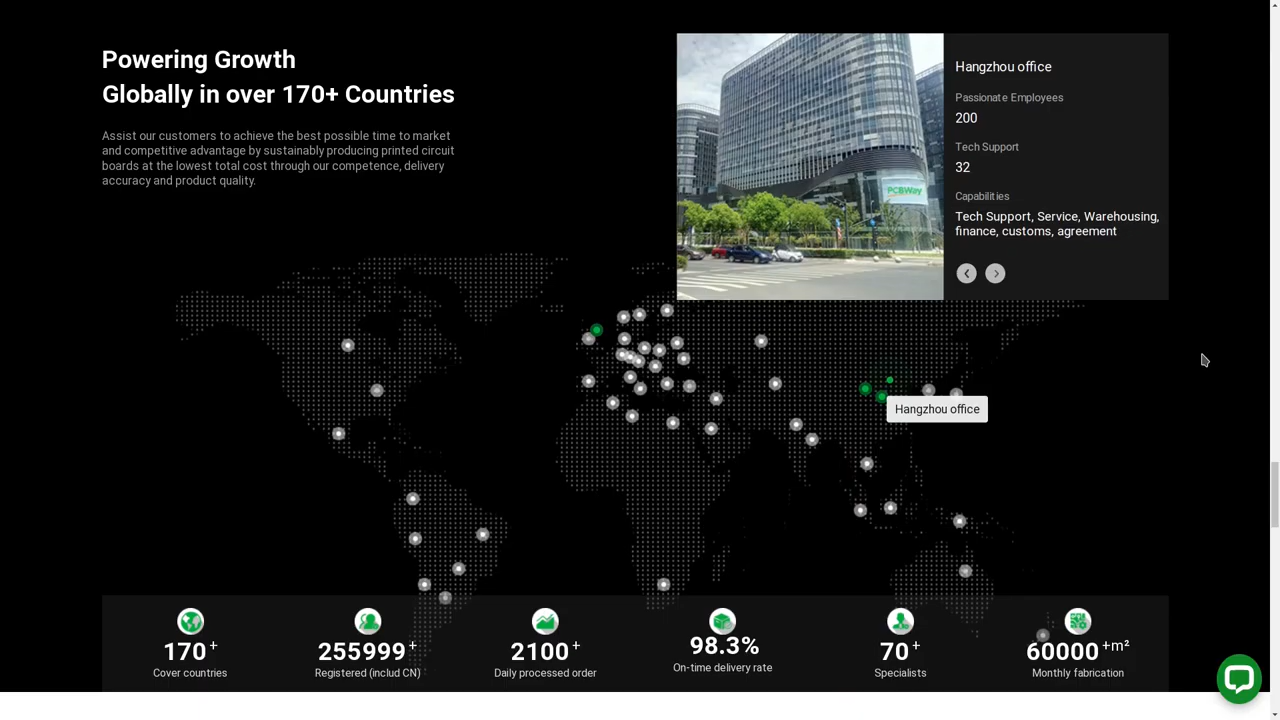 Powering Growth
Globally in over 170+ Countries
Assist our customers to achieve the best possible time to market
and competitive advantage by sustainably producing printed circuit
boards at the lowest total cost through our competence, delivery
accuracy and product quality.
PCBWay
Hangzhou office
Passionate Employees
200
Tech Support
32
Capabilities
Tech Support, Service, Warehousing,
finance, customs, agreement
Hangzhou office
170+
Cover countries
255999+
Registered (includ CN)
2100+
Daily processed order
98.3%
On-time delivery rate
70+
Specialists
60000+m²
Monthly fabrication